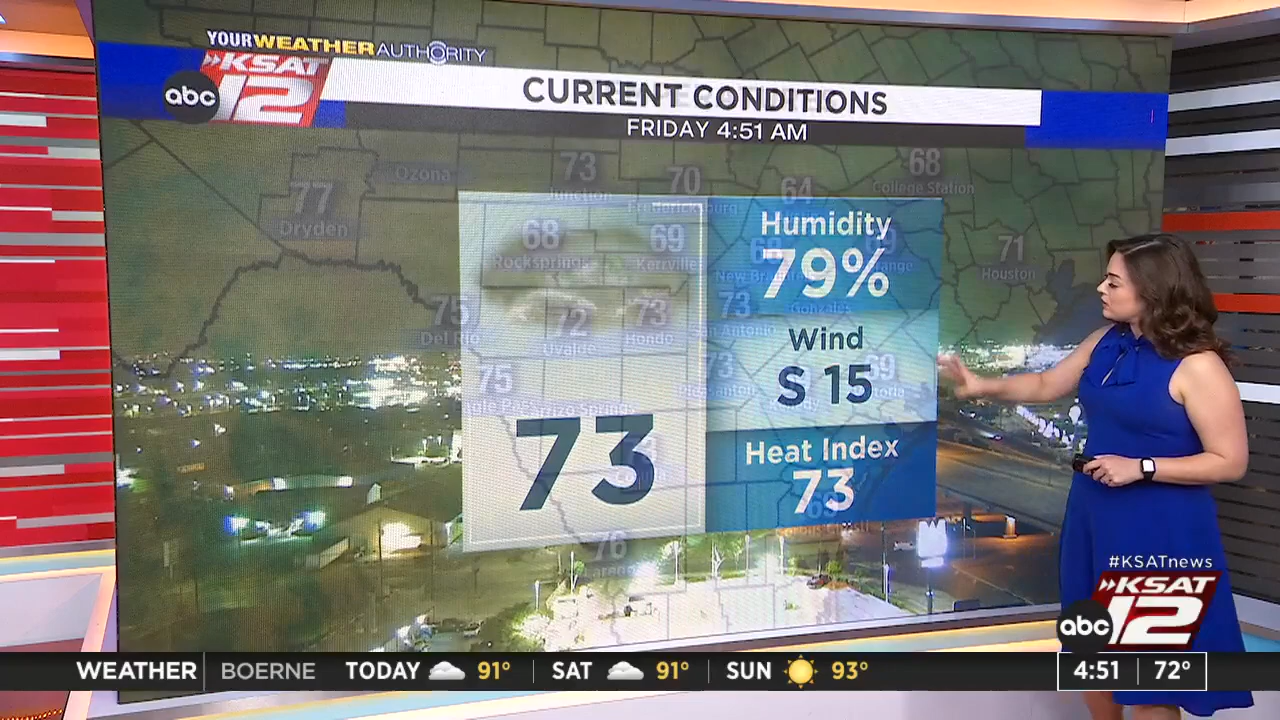 YOUR WEATHER AUTHORITY
KSAT
abc 12
CURRENT CONDITIONS
FRIDAY 4:51 AM
Ozona
73
Junction
70
Fredericksburg
64
68
College Station
77
Dryden
68
Rocksprings
69
Kerrville
Humidity
79%
71
Houston
75
Del Rio
72
Uvalde
73
Hondo
73
San Antonio
Gonzales
Wind
S 15
75
73
69
73
Heat Index
73
76
Laredo
#KSATnews
KSAT
abc 12
WEATHER BOERNE TODAY 91° SAT 91° SUN 93° 4:51 72°